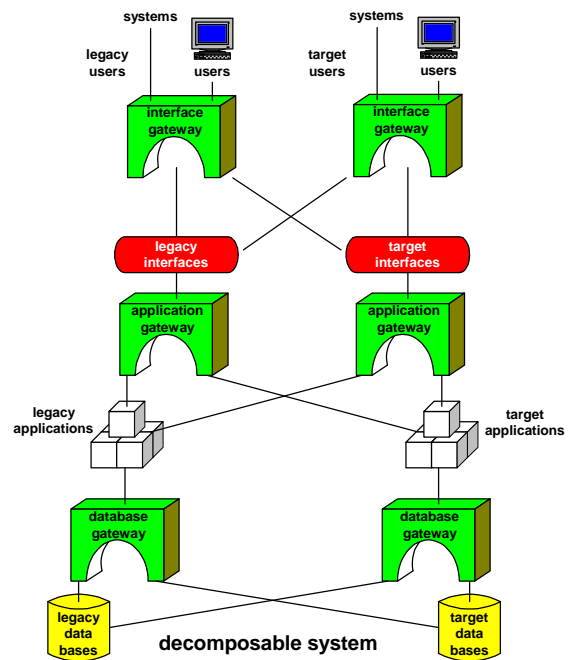 systems
systems
legacy
users
users
target
users
users
interface
gateway
interface
gateway
legacy
interfaces
target
interfaces
application
gateway
application
gateway
legacy
applications
target
applications
database
gateway
database
gateway
legacy
data
bases
target
data
bases
decomposable system